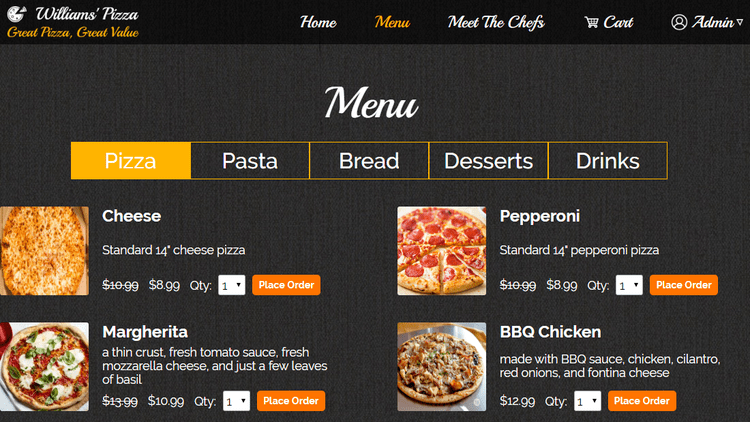 Williams' Pizza
Great Pizza, Great Value
Home Menu Meet The Chefs Cart Admin
Menu
Pizza Pasta Bread Desserts Drinks
Cheese
Standard 14" cheese pizza
$10.99 $8.99 Qty: 1 Place Order
Pepperoni
Standard 14" pepperoni pizza
$10.99 $8.99 Qty: 1 Place Order
Margherita
a thin crust, fresh tomato sauce, fresh
mozzarella cheese, and just a few leaves
of basil
$13.99 $10.99 Qty: 1 Place Order
BBQ Chicken
made with BBQ sauce, chicken, cilantro,
red onions, and fontina cheese
$12.99 Qty: 1 Place Order